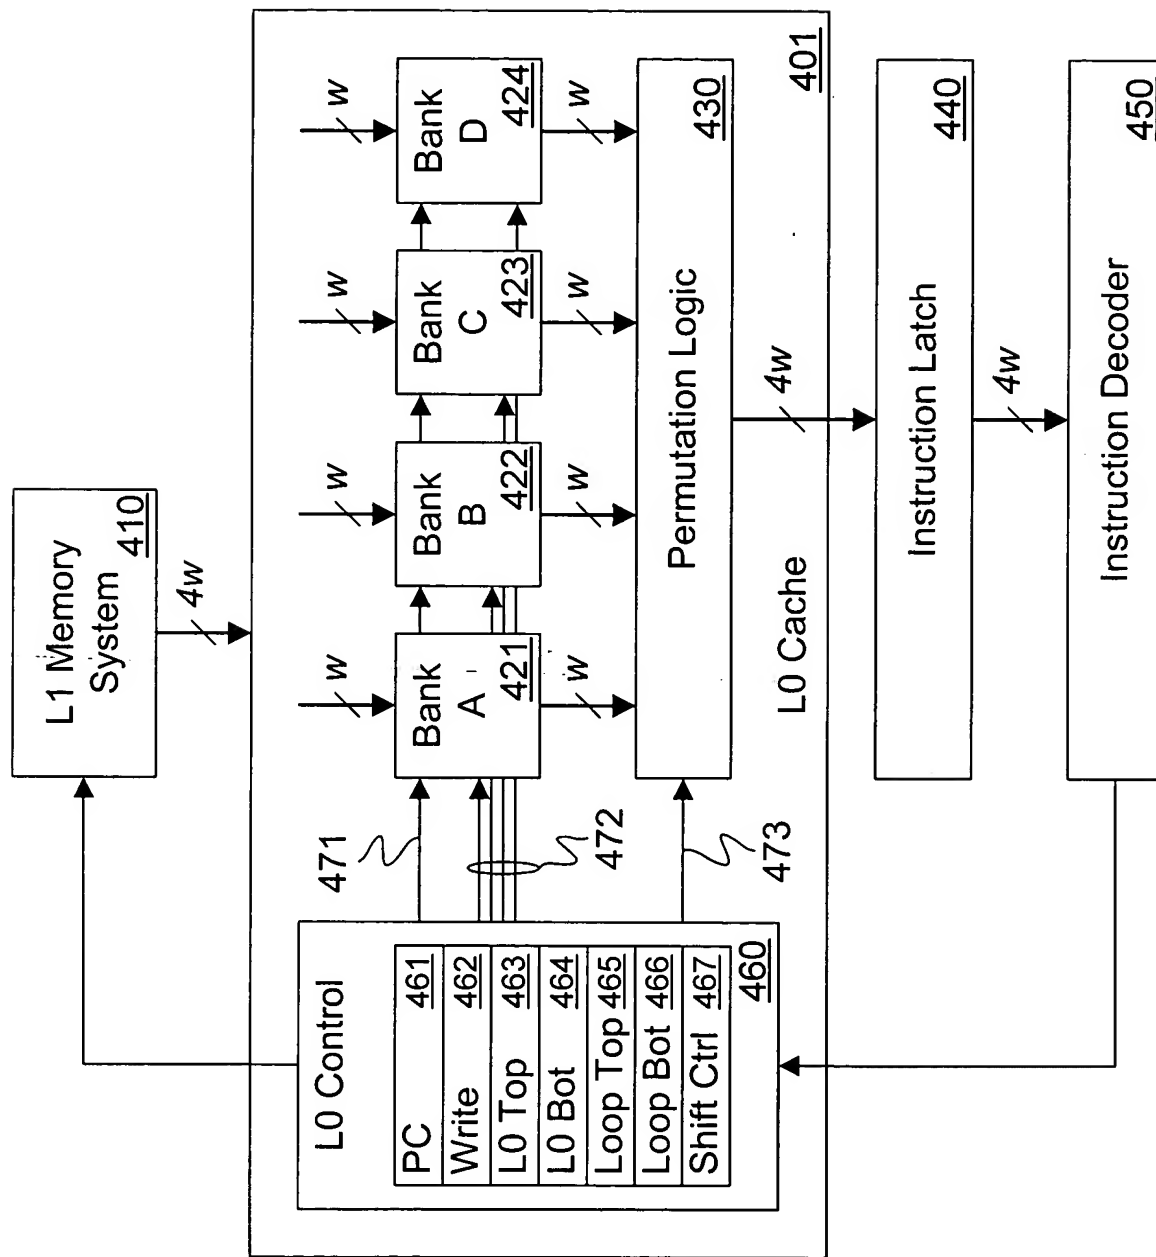 L1 Memory
System
410
4w
w
w
w
w
Bank
A
421
Bank
B
422
Bank
C
423
Bank
D
424
w
w
w
w
471
472
473
L0 Control
PC 461
Write 462
L0 Top 463
L0 Bot 464
Loop Top 465
Loop Bot 466
Shift Ctrl 467
460
Permutation Logic
430
4w
L0 Cache
401
Instruction Latch
440
4w
Instruction Decoder
450